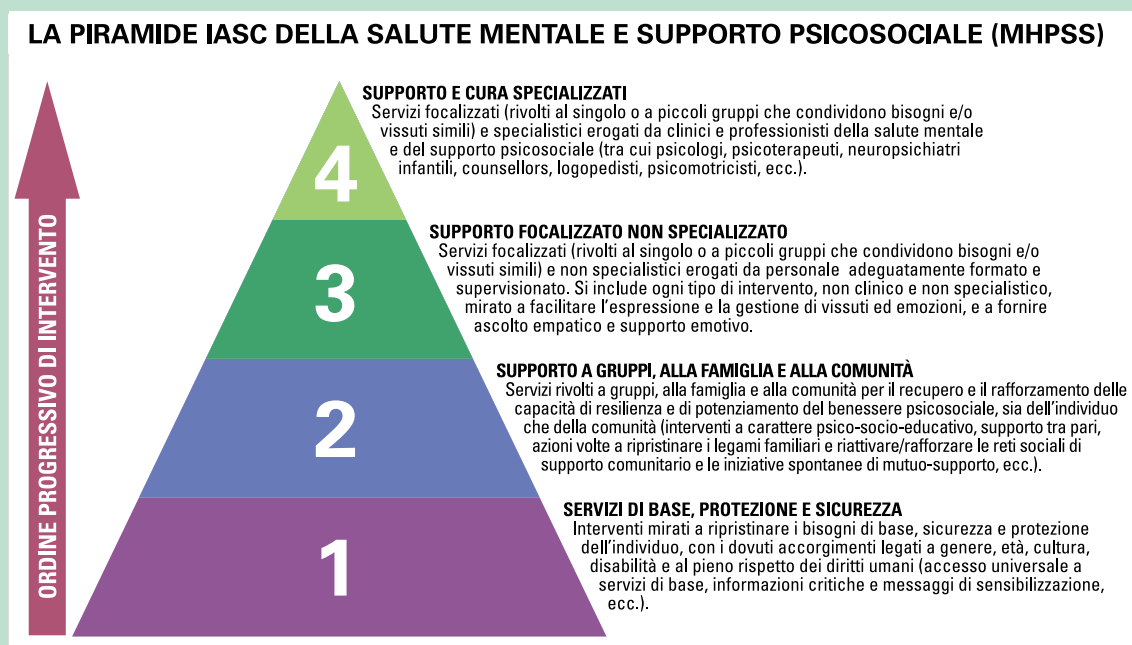 LA PIRAMIDE IASC DELLA SALUTE MENTALE E SUPPORTO PSICOSOCIALE (MHPSS)
ORDINE PROGRESSIVO DI INTERVENTO
4
SUPPORTO E CURA SPECIALIZZATI
Servizi focalizzati (rivolti al singolo o a piccoli gruppi che condividono bisogni e/o
vissuti simili) e specialistici erogati da clinici e professionisti della salute mentale
e del supporto psicosociale (tra cui psicologi, psicoterapeuti, neuropsichiatri
infantili, counsellors, logopedisti, psicomotricisti, ecc.).
3
SUPPORTO FOCALIZZATO NON SPECIALIZZATO
Servizi focalizzati (rivolti al singolo o a piccoli gruppi che condividono bisogni e/o
vissuti simili) e non specialistici erogati da personale adeguatamente formato e
supervisionato. Si include ogni tipo di intervento, non clinico e non specialistico,
mirato a facilitare l'espressione e la gestione di vissuti ed emozioni, e a fornire
ascolto empatico e supporto emotivo.
2
SUPPORTO A GRUPPI, ALLA FAMIGLIA E ALLA COMUNITÀ
Servizi rivolti a gruppi, alla famiglia e alla comunità per il recupero e il rafforzamento delle
capacità di resilienza e di potenziamento del benessere psicosociale, sia dell'individuo
che della comunità (interventi a carattere psico-socio-educativo, supporto tra pari,
azioni volte a ripristinare i legami familiari e riattivare/rafforzare le reti sociali di
supporto comunitario e le iniziative spontanee di mutuo-supporto, ecc.).
1
SERVIZI DI BASE, PROTEZIONE E SICUREZZA
Interventi mirati a ripristinare i bisogni di base, sicurezza e protezione
dell'individuo, con i dovuti accorgimenti legati a genere, età, cultura,
disabilità e al pieno rispetto dei diritti umani (accesso universale a
servizi di base, informazioni critiche e messaggi di sensibilizzazione,
ecc.).